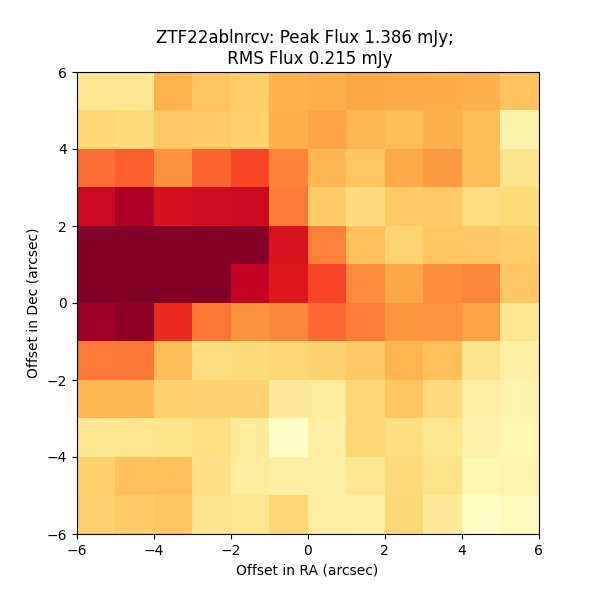 ZTF22ablnrcv: Peak Flux 1.386 mJy;
RMS Flux 0.215 mJy
6
4
2
0
−2
−4
−6
Offset in Dec (arcsec)
−6 −4 −2 0 2 4 6
Offset in RA (arcsec)